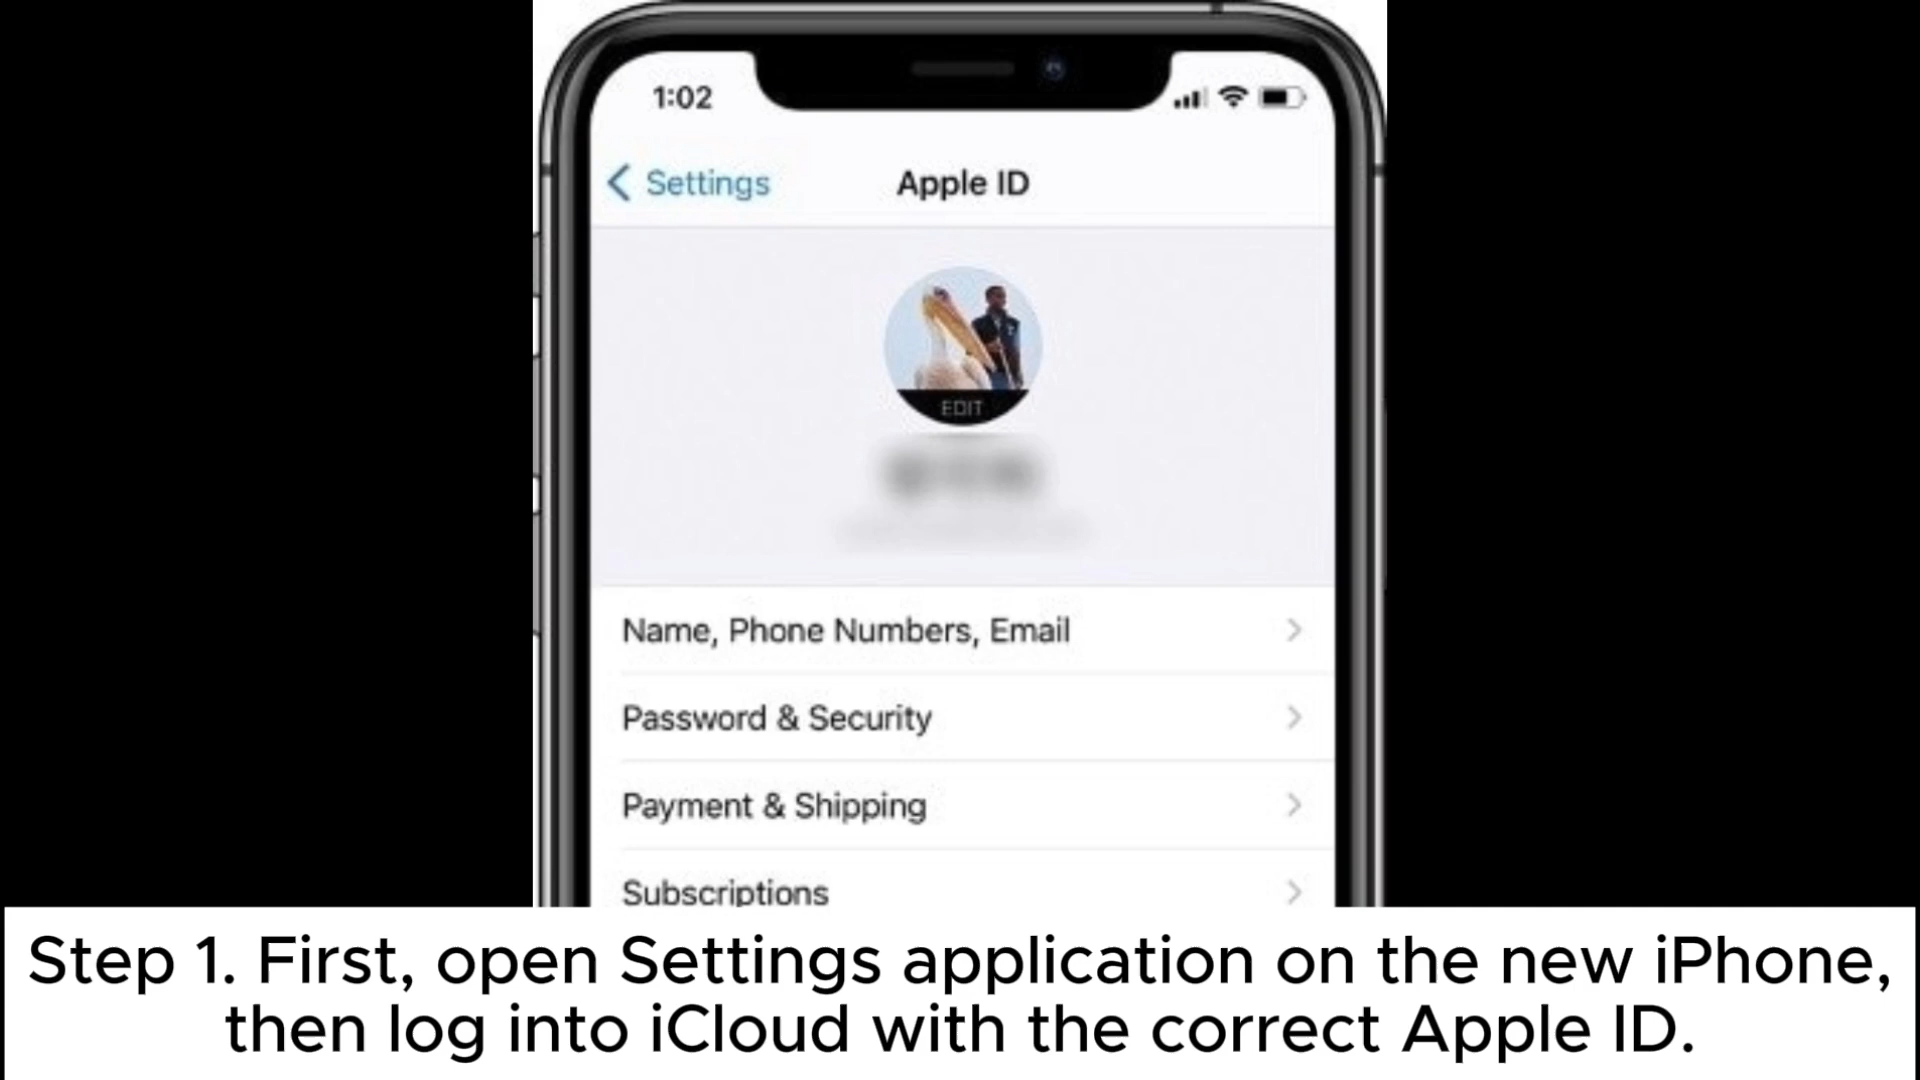 1:02
Settings
Apple ID
EDIT
Name, Phone Numbers, Email
Password & Security
Payment & Shipping
Subscriptions
Step 1. First, open Settings application on the new iPhone,
then log into iCloud with the correct Apple ID.